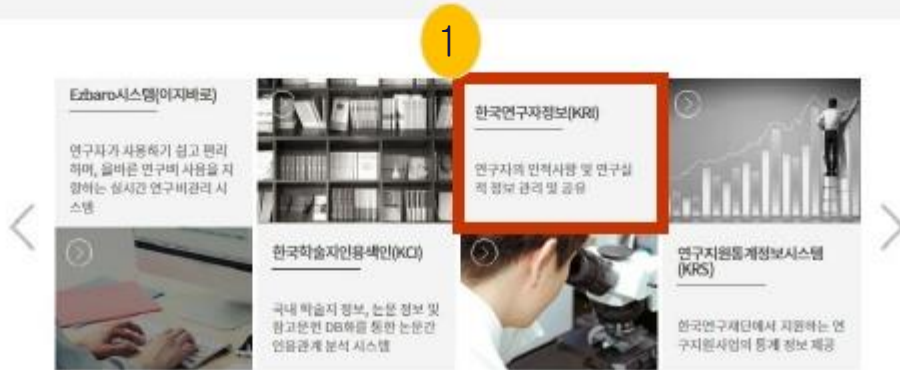 1
Ezbaro시스템(이지바로)
연구자가 사용하기 쉽고 편리
하며, 올바른 연구비 사용을 지
향하는 실시간 연구비관리 시
스템
한국학술지인용색인(KCI)
국내 학술지 정보, 논문 정보 및
참고문헌 DB화를 통한 논문간
인용관계 분석 시스템
한국연구자정보(KRI)
연구자의 인적사항 및 연구실
적 정보 관리 및 공유
연구지원통계정보시스템
(KRS)
한국연구재단에서 지원하는 연
구지원사업의 통계 정보 제공